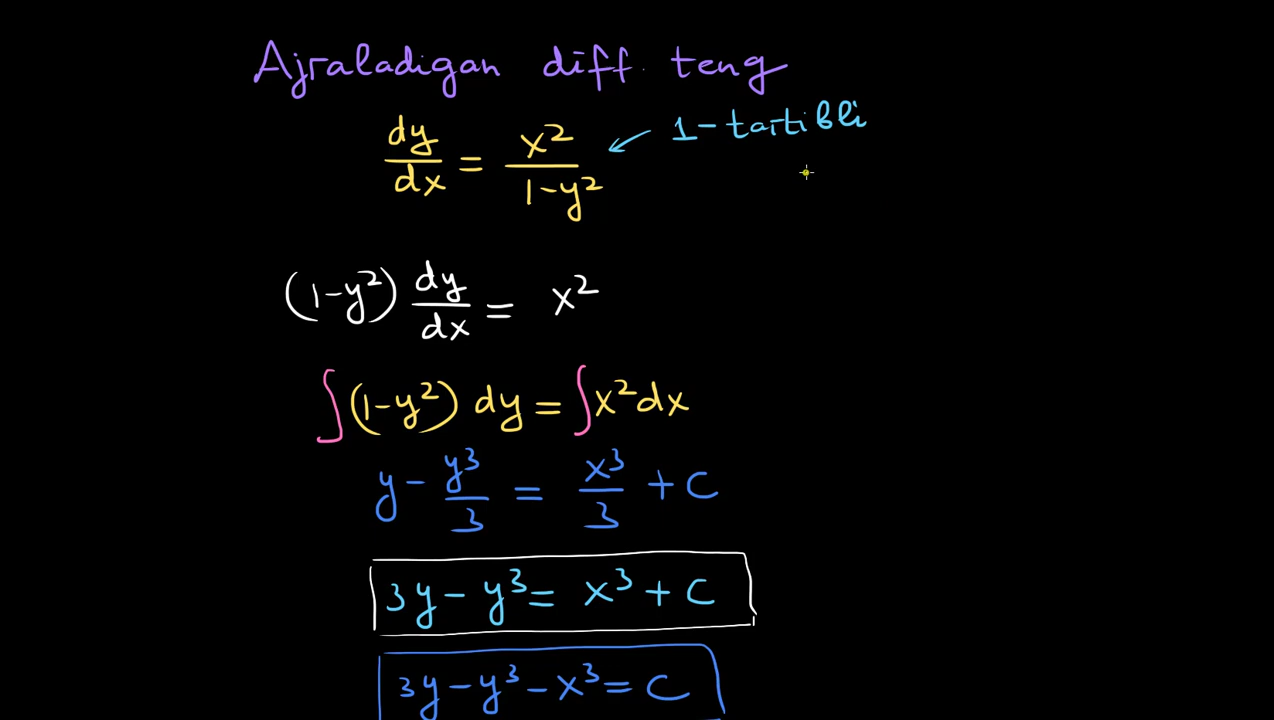 Ajraladigan diff. teng
dy/dx = x²/(1-y²) 1-tartibli
(1-y²) dy/dx = x²
∫(1-y²) dy = ∫x²dx
y - y³/3 = x³/3 + C
3y - y³ = x³ + C
3y - y³ - x³ = C